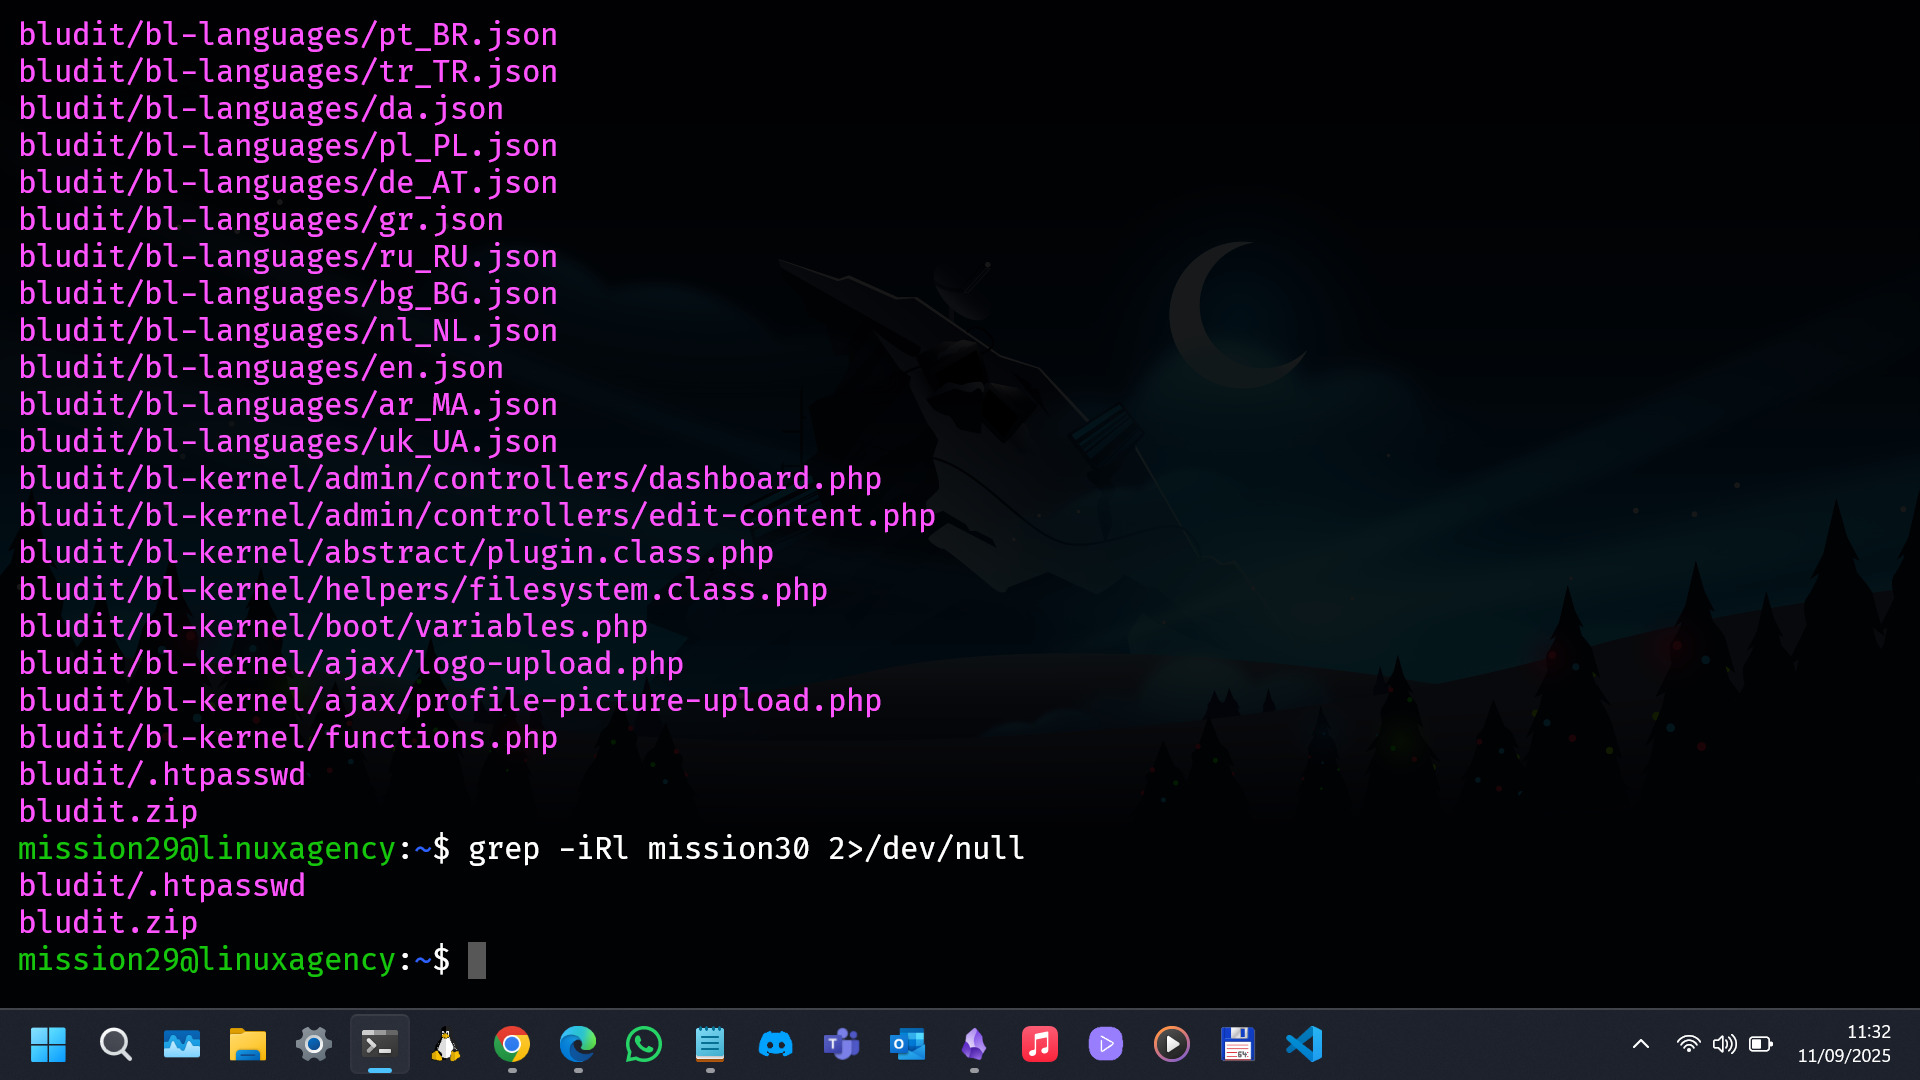 bludit/bl-languages/pt_BR.json
bludit/bl-languages/tr_TR.json
bludit/bl-languages/da.json
bludit/bl-languages/pl_PL.json
bludit/bl-languages/de_AT.json
bludit/bl-languages/gr.json
bludit/bl-languages/ru_RU.json
bludit/bl-languages/bg_BG.json
bludit/bl-languages/nl_NL.json
bludit/bl-languages/en.json
bludit/bl-languages/ar_MA.json
bludit/bl-languages/uk_UA.json
bludit/bl-kernel/admin/controllers/dashboard.php
bludit/bl-kernel/admin/controllers/edit-content.php
bludit/bl-kernel/abstract/plugin.class.php
bludit/bl-kernel/helpers/filesystem.class.php
bludit/bl-kernel/boot/variables.php
bludit/bl-kernel/ajax/logo-upload.php
bludit/bl-kernel/ajax/profile-picture-upload.php
bludit/bl-kernel/functions.php
bludit/.htpasswd
bludit.zip
mission29@linuxagency:~$ grep -iRl mission30 2>/dev/null
bludit/.htpasswd
bludit.zip
mission29@linuxagency:~$
11:32
11/09/2025